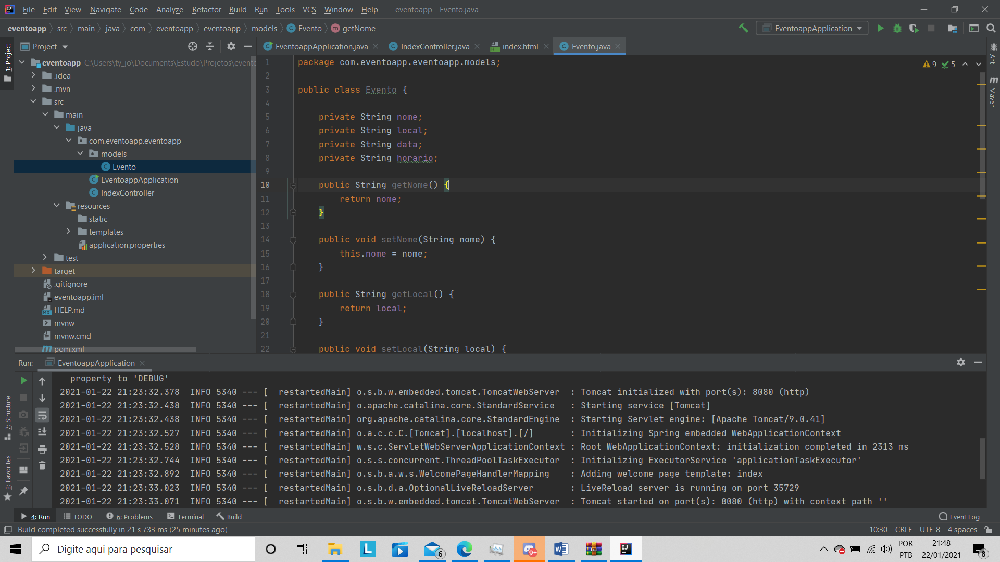 File Edit View Navigate Code Analyze Refactor Build Run Tools VCS Window Help eventoapp - Evento.java
eventoapp src main java com eventoapp eventoapp models Evento getNome EventoappApplication
Project EventoappApplication.java IndexController.java index.html Evento.java
1: Project
eventoapp C:\Users\ty_jo\Documents\Estudo\Projetos\evento
.idea
.mvn
src
main
java
com.eventoapp.eventoapp
models
Evento
EventoappApplication
IndexController
resources
static
templates
application.properties
test
target
.gitignore
eventoapp.iml
HELP.md
mvnw
mvnw.cmd
pom.xml
9 5
Ant
Maven
1 package com.eventoapp.eventoapp.models;
2
3 public class Evento {
4
5 private String nome;
6 private String local;
7 private String data;
8 private String horario;
9
10 public String getNome() {
11 return nome;
12 }
13
14 public void setNome(String nome) {
15 this.nome = nome;
16 }
17
18 public String getLocal() {
19 return local;
20 }
21
22 public void setLocal(String local) {
Run: EventoappApplication
property to 'DEBUG'
2021-01-22 21:23:32.378 INFO 5340 --- [ restartedMain] o.s.b.w.embedded.tomcat.TomcatWebServer : Tomcat initialized with port(s): 8080 (http)
2021-01-22 21:23:32.438 INFO 5340 --- [ restartedMain] o.apache.catalina.core.StandardService : Starting service [Tomcat]
2021-01-22 21:23:32.438 INFO 5340 --- [ restartedMain] org.apache.catalina.core.StandardEngine : Starting Servlet engine: [Apache Tomcat/9.0.41]
2021-01-22 21:23:32.527 INFO 5340 --- [ restartedMain] o.a.c.c.C.[Tomcat].[localhost].[/] : Initializing Spring embedded WebApplicationContext
2021-01-22 21:23:32.528 INFO 5340 --- [ restartedMain] w.s.c.ServletWebServerApplicationContext : Root WebApplicationContext: initialization completed in 2313 ms
2021-01-22 21:23:32.744 INFO 5340 --- [ restartedMain] o.s.s.concurrent.ThreadPoolTaskExecutor : Initializing ExecutorService 'applicationTaskExecutor'
2021-01-22 21:23:32.892 INFO 5340 --- [ restartedMain] o.s.b.a.w.s.WelcomePageHandlerMapping : Adding welcome page template: index
2021-01-22 21:23:33.023 INFO 5340 --- [ restartedMain] o.s.b.d.a.OptionalLiveReloadServer : LiveReload server is running on port 35729
2021-01-22 21:23:33.071 INFO 5340 --- [ restartedMain] o.s.b.w.embedded.tomcat.TomcatWebServer : Tomcat started on port(s): 8080 (http) with context path ''
7: Structure
2: Favorites
4: Run TODO 6: Problems Terminal Build Event Log
Build completed successfully in 21 s 733 ms (25 minutes ago) 10:30 CRLF UTF-8 4 spaces
Digite aqui para pesquisar L 6 9+ W IJ POR 21:48
PTB 22/01/2021 8